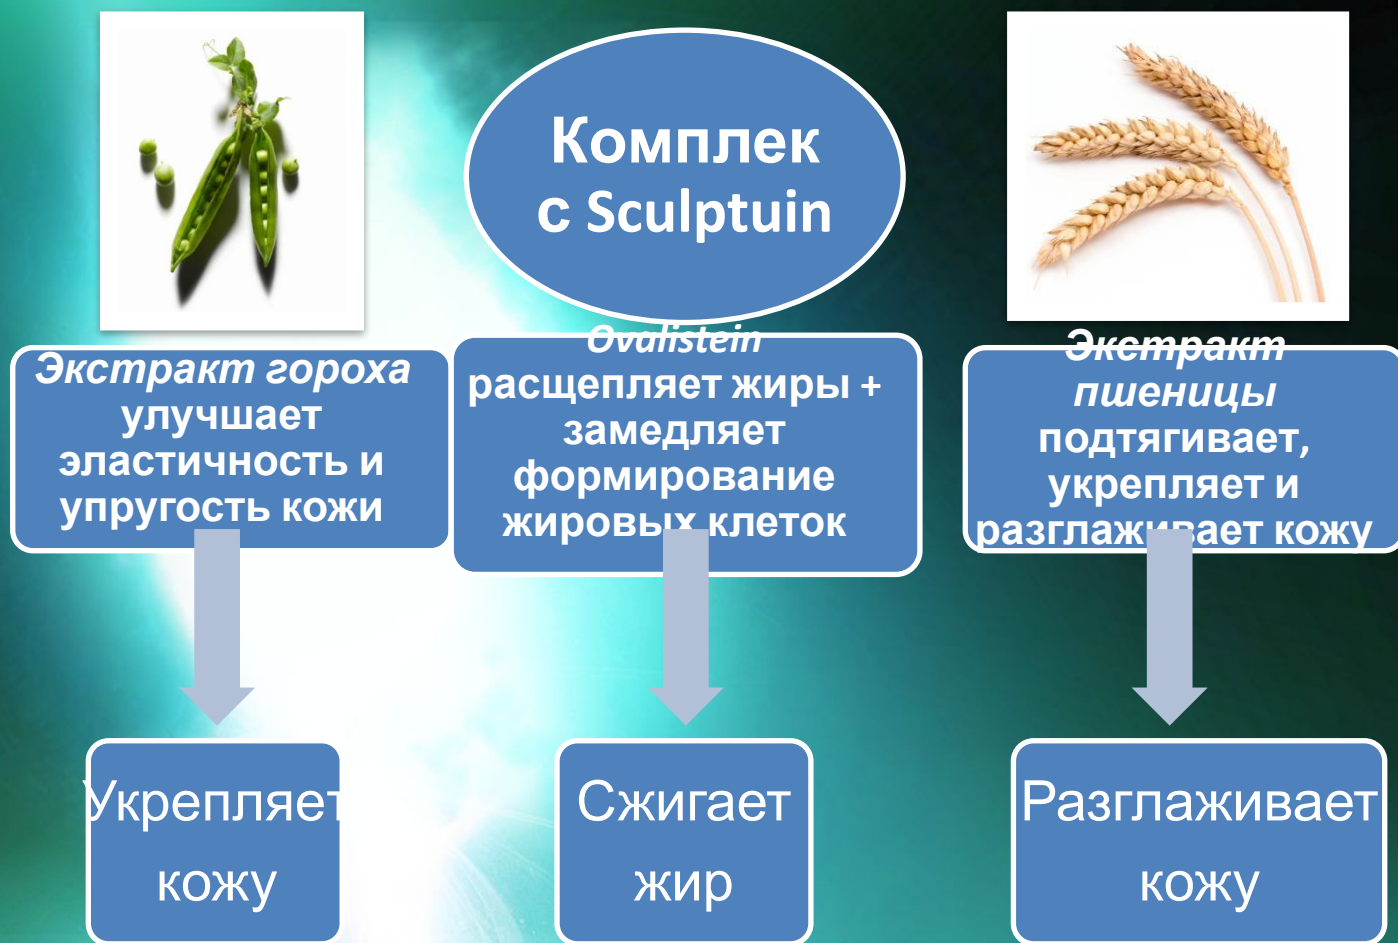 Комплек
с Sculptuin
Экстракт гороха
улучшает
эластичность и
упругость кожи
Ovalistein
расщепляет жиры +
замедляет
формирование
жировых клеток
Экстракт
пшеницы
подтягивает,
укрепляет и
разглаживает кожу
Укрепляет
кожу
Сжигает
жир
Разглаживает
кожу